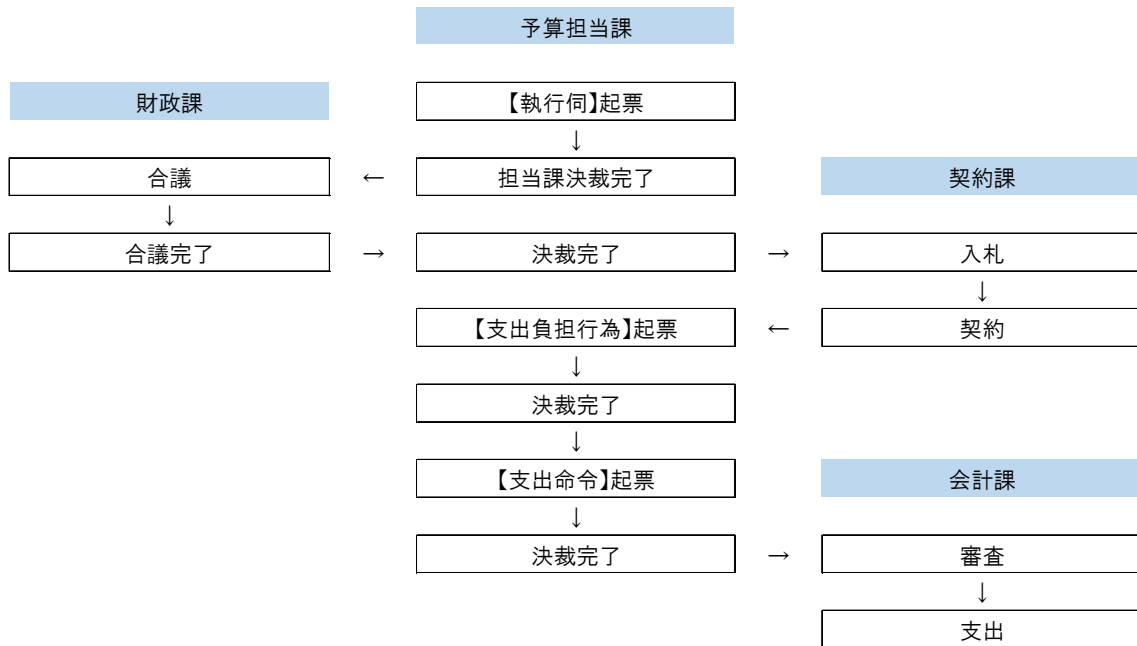 予算担当課
財政課
【執行伺】起票
↓
合議
←
担当課決裁完了
契約課
↓
合議完了
→
決裁完了
→
入札
↓
【支出負担行為】起票
←
契約
↓
決裁完了
↓
【支出命令】起票
会計課
↓
決裁完了
→
審査
↓
支出